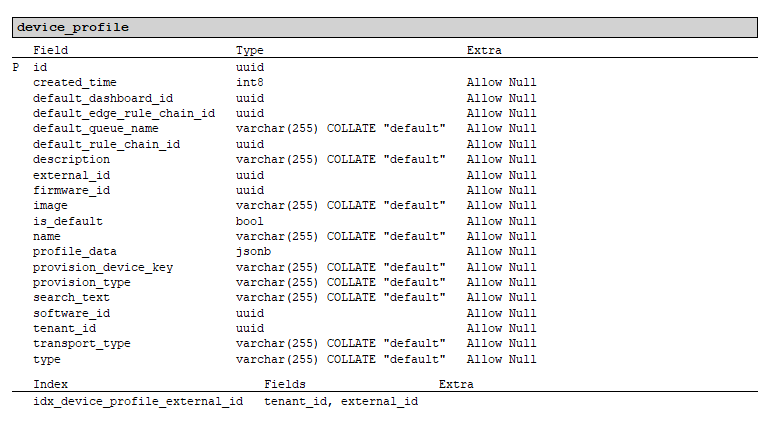 device_profile
Field Type Extra
P id uuid
created_time int8 Allow Null
default_dashboard_id uuid Allow Null
default_edge_rule_chain_id uuid Allow Null
default_queue_name varchar(255) COLLATE "default" Allow Null
default_rule_chain_id uuid Allow Null
description varchar(255) COLLATE "default" Allow Null
external_id uuid Allow Null
firmware_id uuid Allow Null
image varchar(255) COLLATE "default" Allow Null
is_default bool Allow Null
name varchar(255) COLLATE "default" Allow Null
profile_data jsonb Allow Null
provision_device_key varchar(255) COLLATE "default" Allow Null
provision_type varchar(255) COLLATE "default" Allow Null
search_text varchar(255) COLLATE "default" Allow Null
software_id uuid Allow Null
tenant_id uuid Allow Null
transport_type varchar(255) COLLATE "default" Allow Null
type varchar(255) COLLATE "default" Allow Null
Index Fields Extra
idx_device_profile_external_id tenant_id, external_id